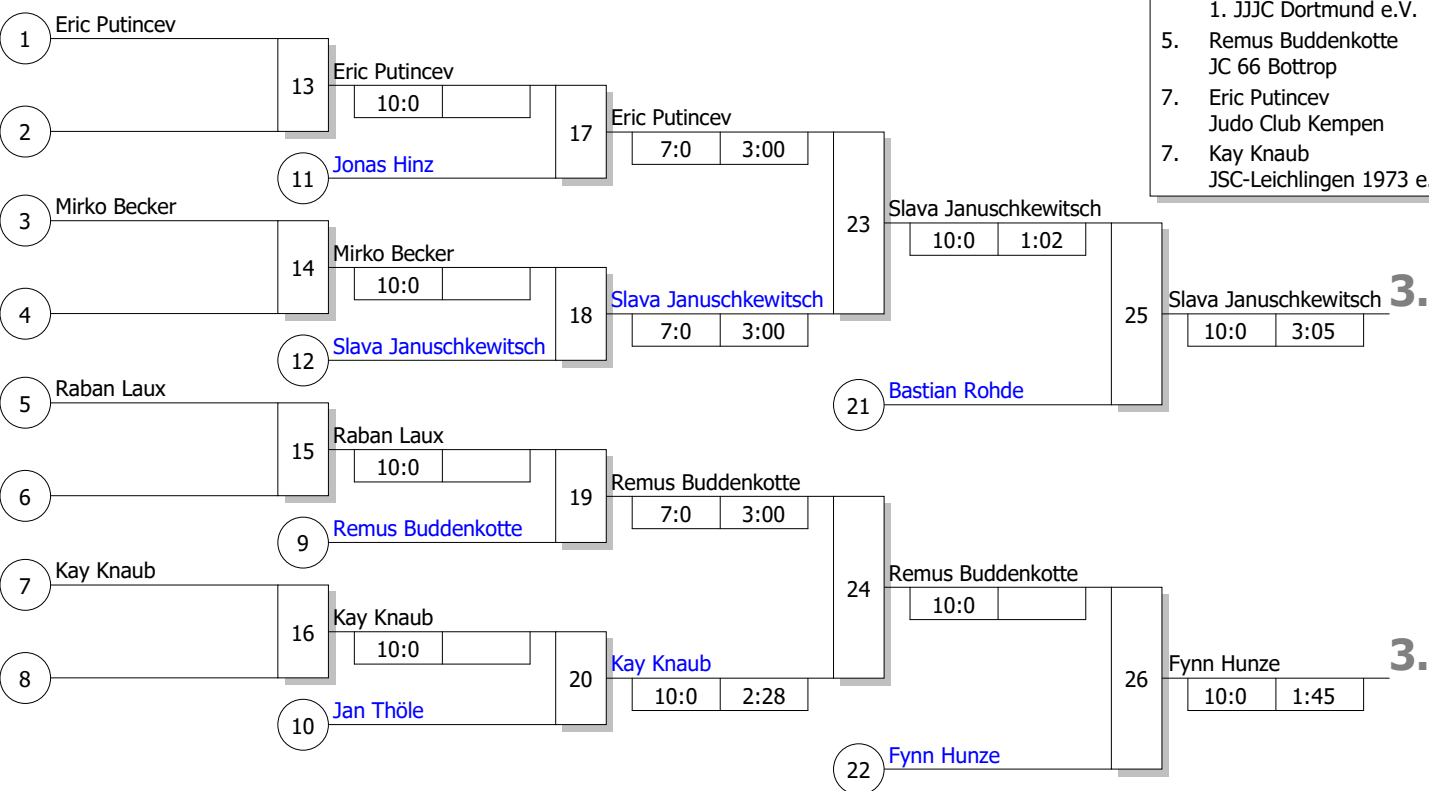 1. JJJC Dortmund e.V.
5. Remus Buddenkotte
JC 66 Bottrop
7. Eric Putincev
Judo Club Kempen
7. Kay Knaub
JSC-Leichlingen 1973 e.
1 Eric Putincev
13 Eric Putincev
10:0
2
17 Eric Putincev
7:0 3:00
11 Jonas Hinz
3 Mirko Becker
23 Slava Januschkewitsch
10:0 1:02
14 Mirko Becker
10:0
4
18 Slava Januschkewitsch
7:0 3:00
12 Slava Januschkewitsch
25 Slava Januschkewitsch 3.
10:0 3:05
5 Raban Laux
21 Bastian Rohde
15 Raban Laux
10:0
6
19 Remus Buddenkotte
7:0 3:00
9 Remus Buddenkotte
7 Kay Knaub
24 Remus Buddenkotte
10:0
16 Kay Knaub
10:0
8
20 Kay Knaub
10:0 2:28
10 Jan Thöle
26 Fynn Hunze 3.
10:0 1:45
22 Fynn Hunze